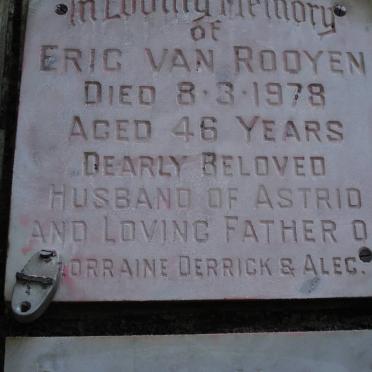 In Loving Memory
of
ERIC VAN ROOYEN
DIED 8·3·1978
AGED 46 YEARS
DEARLY BELOVED
HUSBAND OF ASTRID
AND LOVING FATHER O
LORRAINE DERRICK & ALEC.